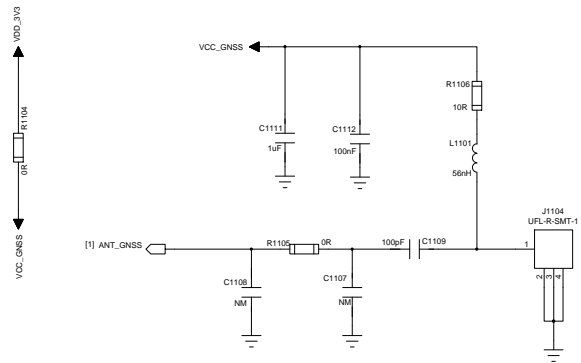 VDD_3V3
R1104
0R
VCC_GNSS
VCC_GNSS
C1111
1uF
C1112
100nF
R1106
10R
L1101
56nH
J1104
UFL-R-SMT-1
1
2
3
4
[1] ANT_GNSS
R1105
0R
100pF
C1109
C1108
NM
C1107
NM